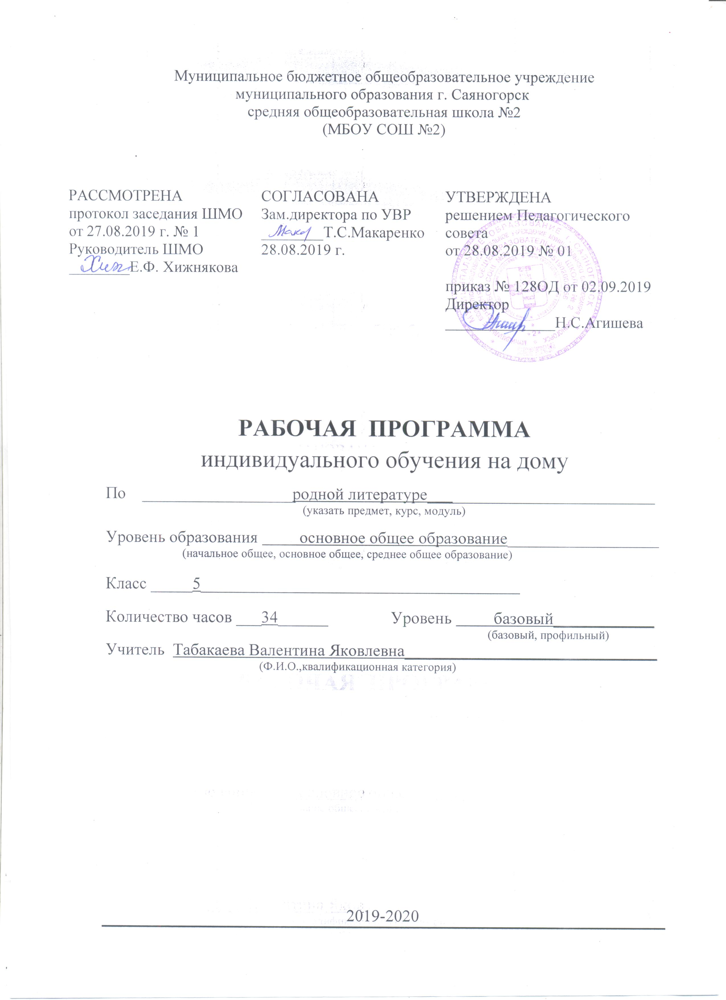 Муниципальное бюджетное общеобразовательное учреждение
муниципального образования г. Саяногорск
средняя общеобразовательная школа №2
(МБОУ СОШ №2)
РАССМОТРЕНА
протокол заседания ШМО
от 27.08.2019 г. № 1
Руководитель ШМО
Е.Ф. Хижнякова
СОГЛАСОВАНА
Зам.директора по УВР
Т.С.Макаренко
28.08.2019 г.
УТВЕРЖДЕНА
решением Педагогического
совета
от 28.08.2019 № 01
приказ № 128ОД от 02.09.2019
Директор
Н.С.Агишева
РАБОЧАЯ ПРОГРАММА
индивидуального обучения на дому
По родной литературе
(указать предмет, курс, модуль)
Уровень образования основное общее образование
(начальное общее, основное общее, среднее общее образование)
Класс 5
Количество часов 34 Уровень базовый
(базовый, профильный)
Учитель Табакаева Валентина Яковлевна
(Ф.И.О.,квалификационная категория)
2019-2020